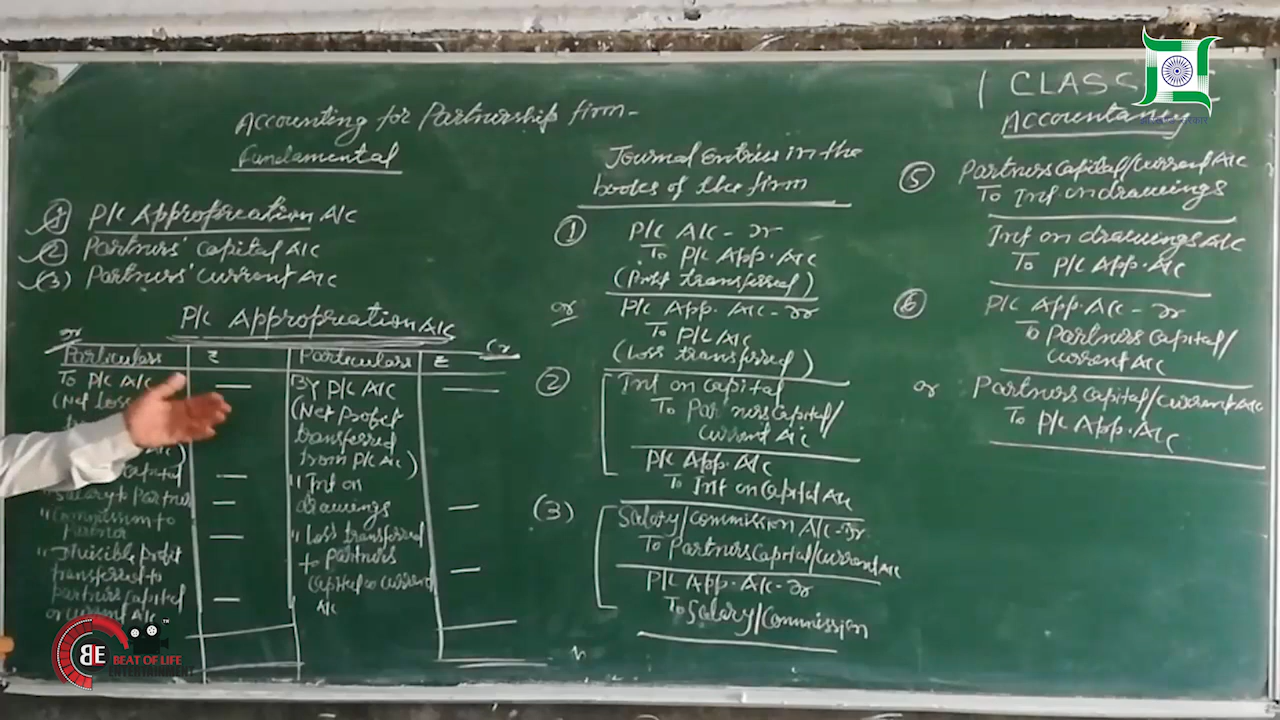 Accounting for Partnership firm-
Fundamental
(1) P/L Appropriation A/C
(2) Partners' Capital A/C
(3) Partners' Current A/C
P/L Appropriation A/C
Dr
Cr
Particulars ₹ Particulars ₹
To P/L A/C
(Net Loss
A/C)
Capital
" Salary to Partner
" Commission to
Partner
" Divisible Profit
transferred to
partners Capital
or current A/C
By P/L A/C
(Net Profit
transferred
from P/L A/C)
" Int on
drawings
" Loss transferred
to Partners
Capital or current
A/C
Journal entries in the
books of the firm
(1) P/L A/C - Dr
To P/L App. A/C
(Profit transferred)
or P/L App. A/C - Dr
To P/L A/C
(Loss transferred)
(2) Int on Capital
To Partners Capital/
Current A/C
P/L App. A/C
To Int on Capital A/C
(3) Salary/Commission A/C - Dr
To Partners Capital/Current A/C
P/L App. A/C - Dr
To Salary/Commission
CLASS
Accountancy
(5) Partners Capital/Current A/C
To Int on drawings
Int on drawings A/C
To P/L App. A/C
(6) P/L App. A/C - Dr
To Partners Capital/
Current A/C
or Partners Capital/Current A/C
To P/L App. A/C
BE
BEAT OF LIFE
ENTERTAINMENT
TM